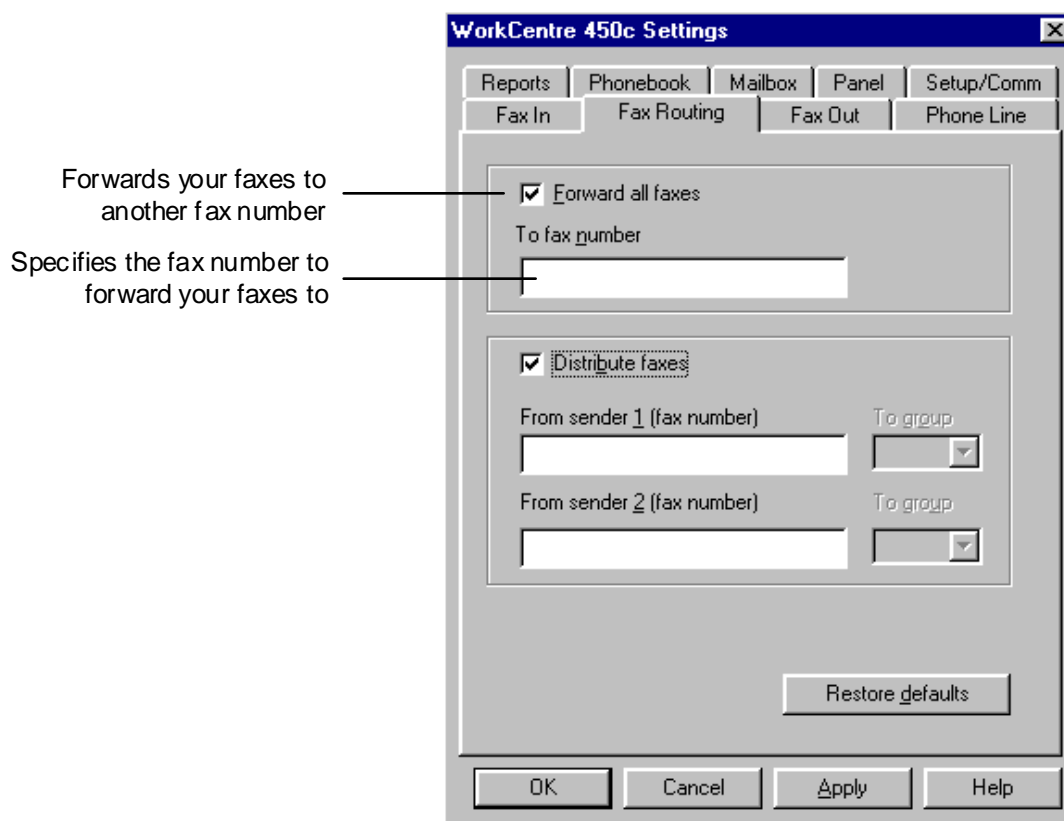 WorkCentre 450c Settings
Reports Phonebook Mailbox Panel Setup/Comm
Fax In Fax Routing Fax Out Phone Line
Forwards your faxes to
another fax number
Forward all faxes
To fax number
Specifies the fax number to
forward your faxes to
Distribute faxes
From sender 1 (fax number) To group
From sender 2 (fax number) To group
Restore defaults
OK Cancel Apply Help